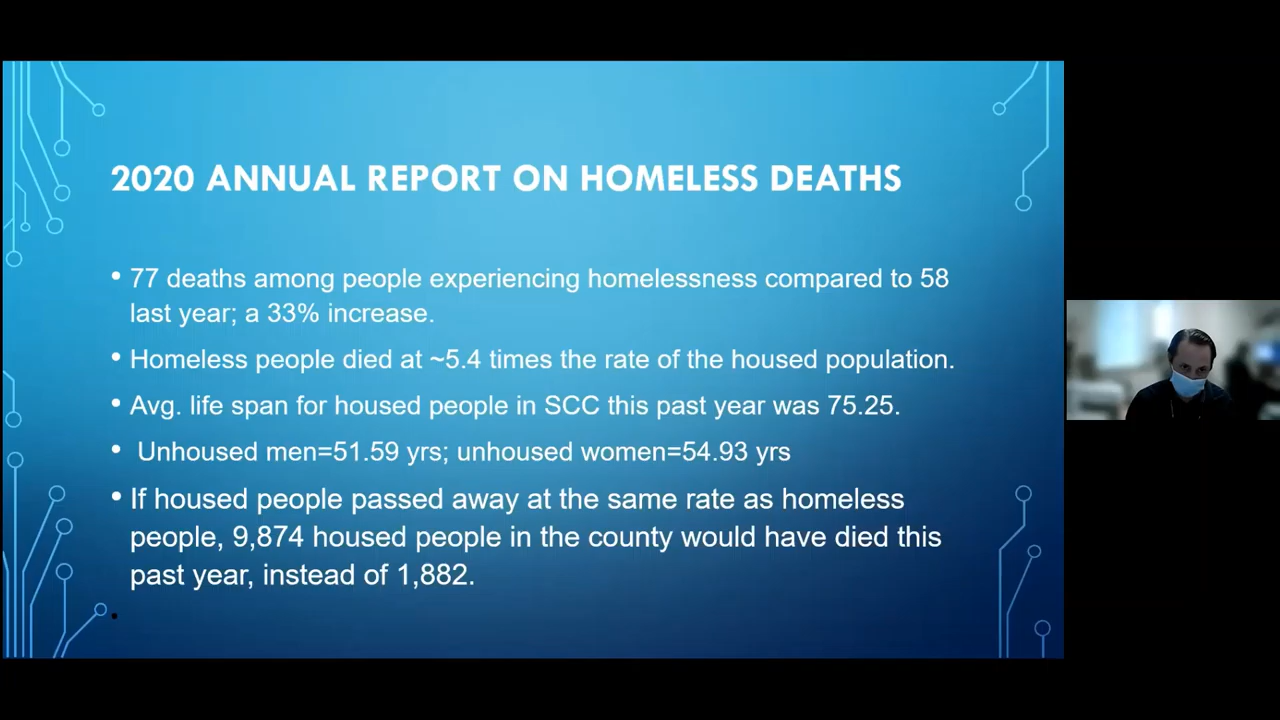 2020 ANNUAL REPORT ON HOMELESS DEATHS
• 77 deaths among people experiencing homelessness compared to 58
last year; a 33% increase.
• Homeless people died at ~5.4 times the rate of the housed population.
• Avg. life span for housed people in SCC this past year was 75.25.
• Unhoused men=51.59 yrs; unhoused women=54.93 yrs
• If housed people passed away at the same rate as homeless
people, 9,874 housed people in the county would have died this
past year, instead of 1,882.
•